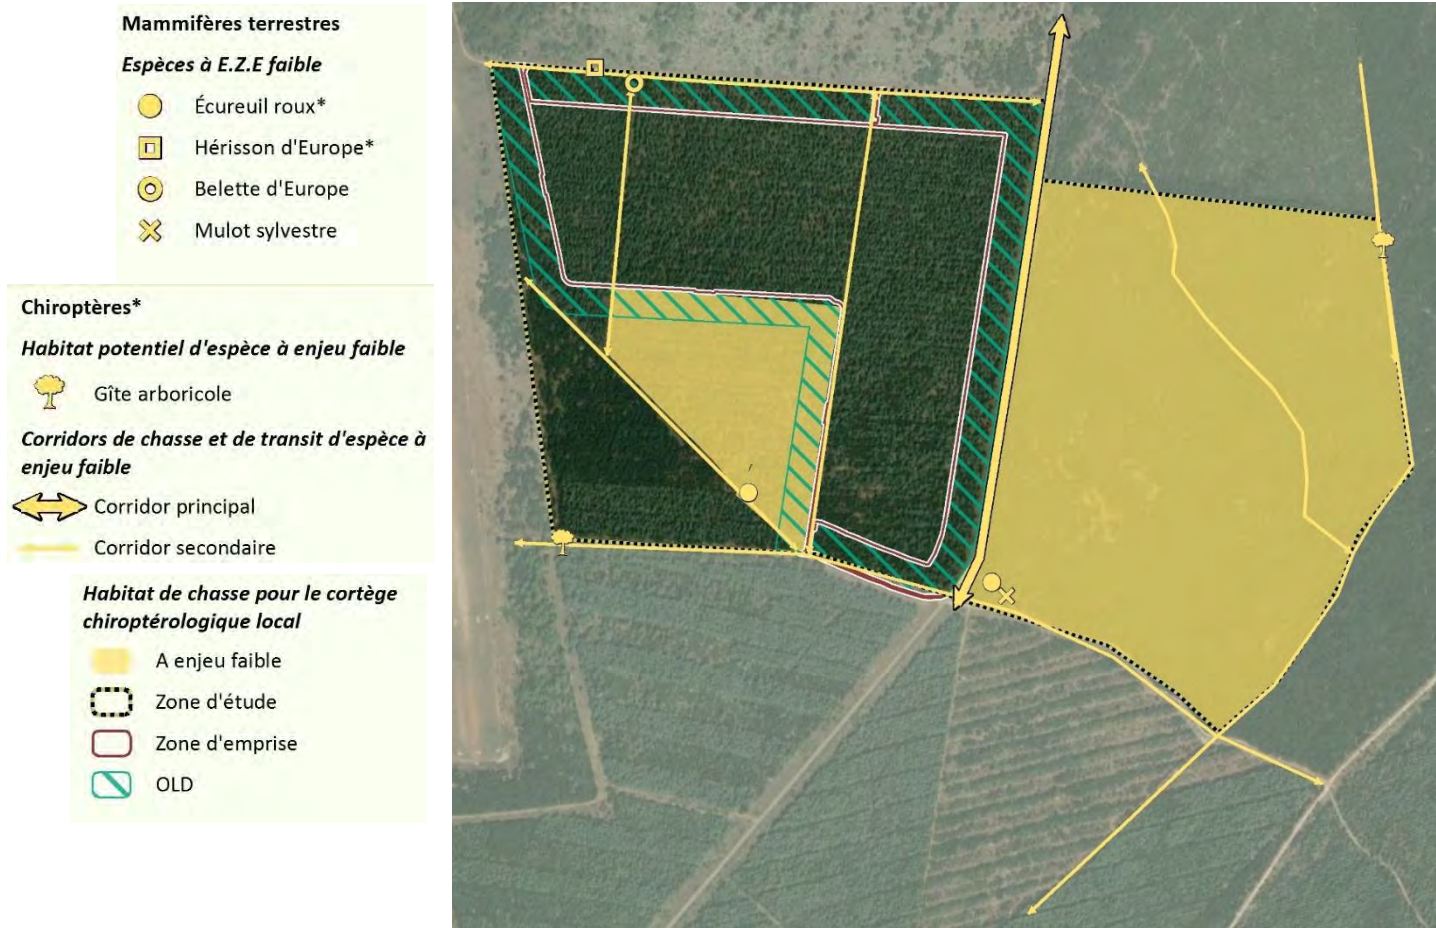 Mammifères terrestres
Espèces à E.Z.E faible
Écureuil roux*
Hérisson d'Europe*
Belette d'Europe
Mulot sylvestre
Chiroptères*
Habitat potentiel d'espèce à enjeu faible
Gîte arboricole
Corridors de chasse et de transit d'espèce à
enjeu faible
Corridor principal
Corridor secondaire
Habitat de chasse pour le cortège
chiroptérologique local
A enjeu faible
Zone d'étude
Zone d'emprise
OLD